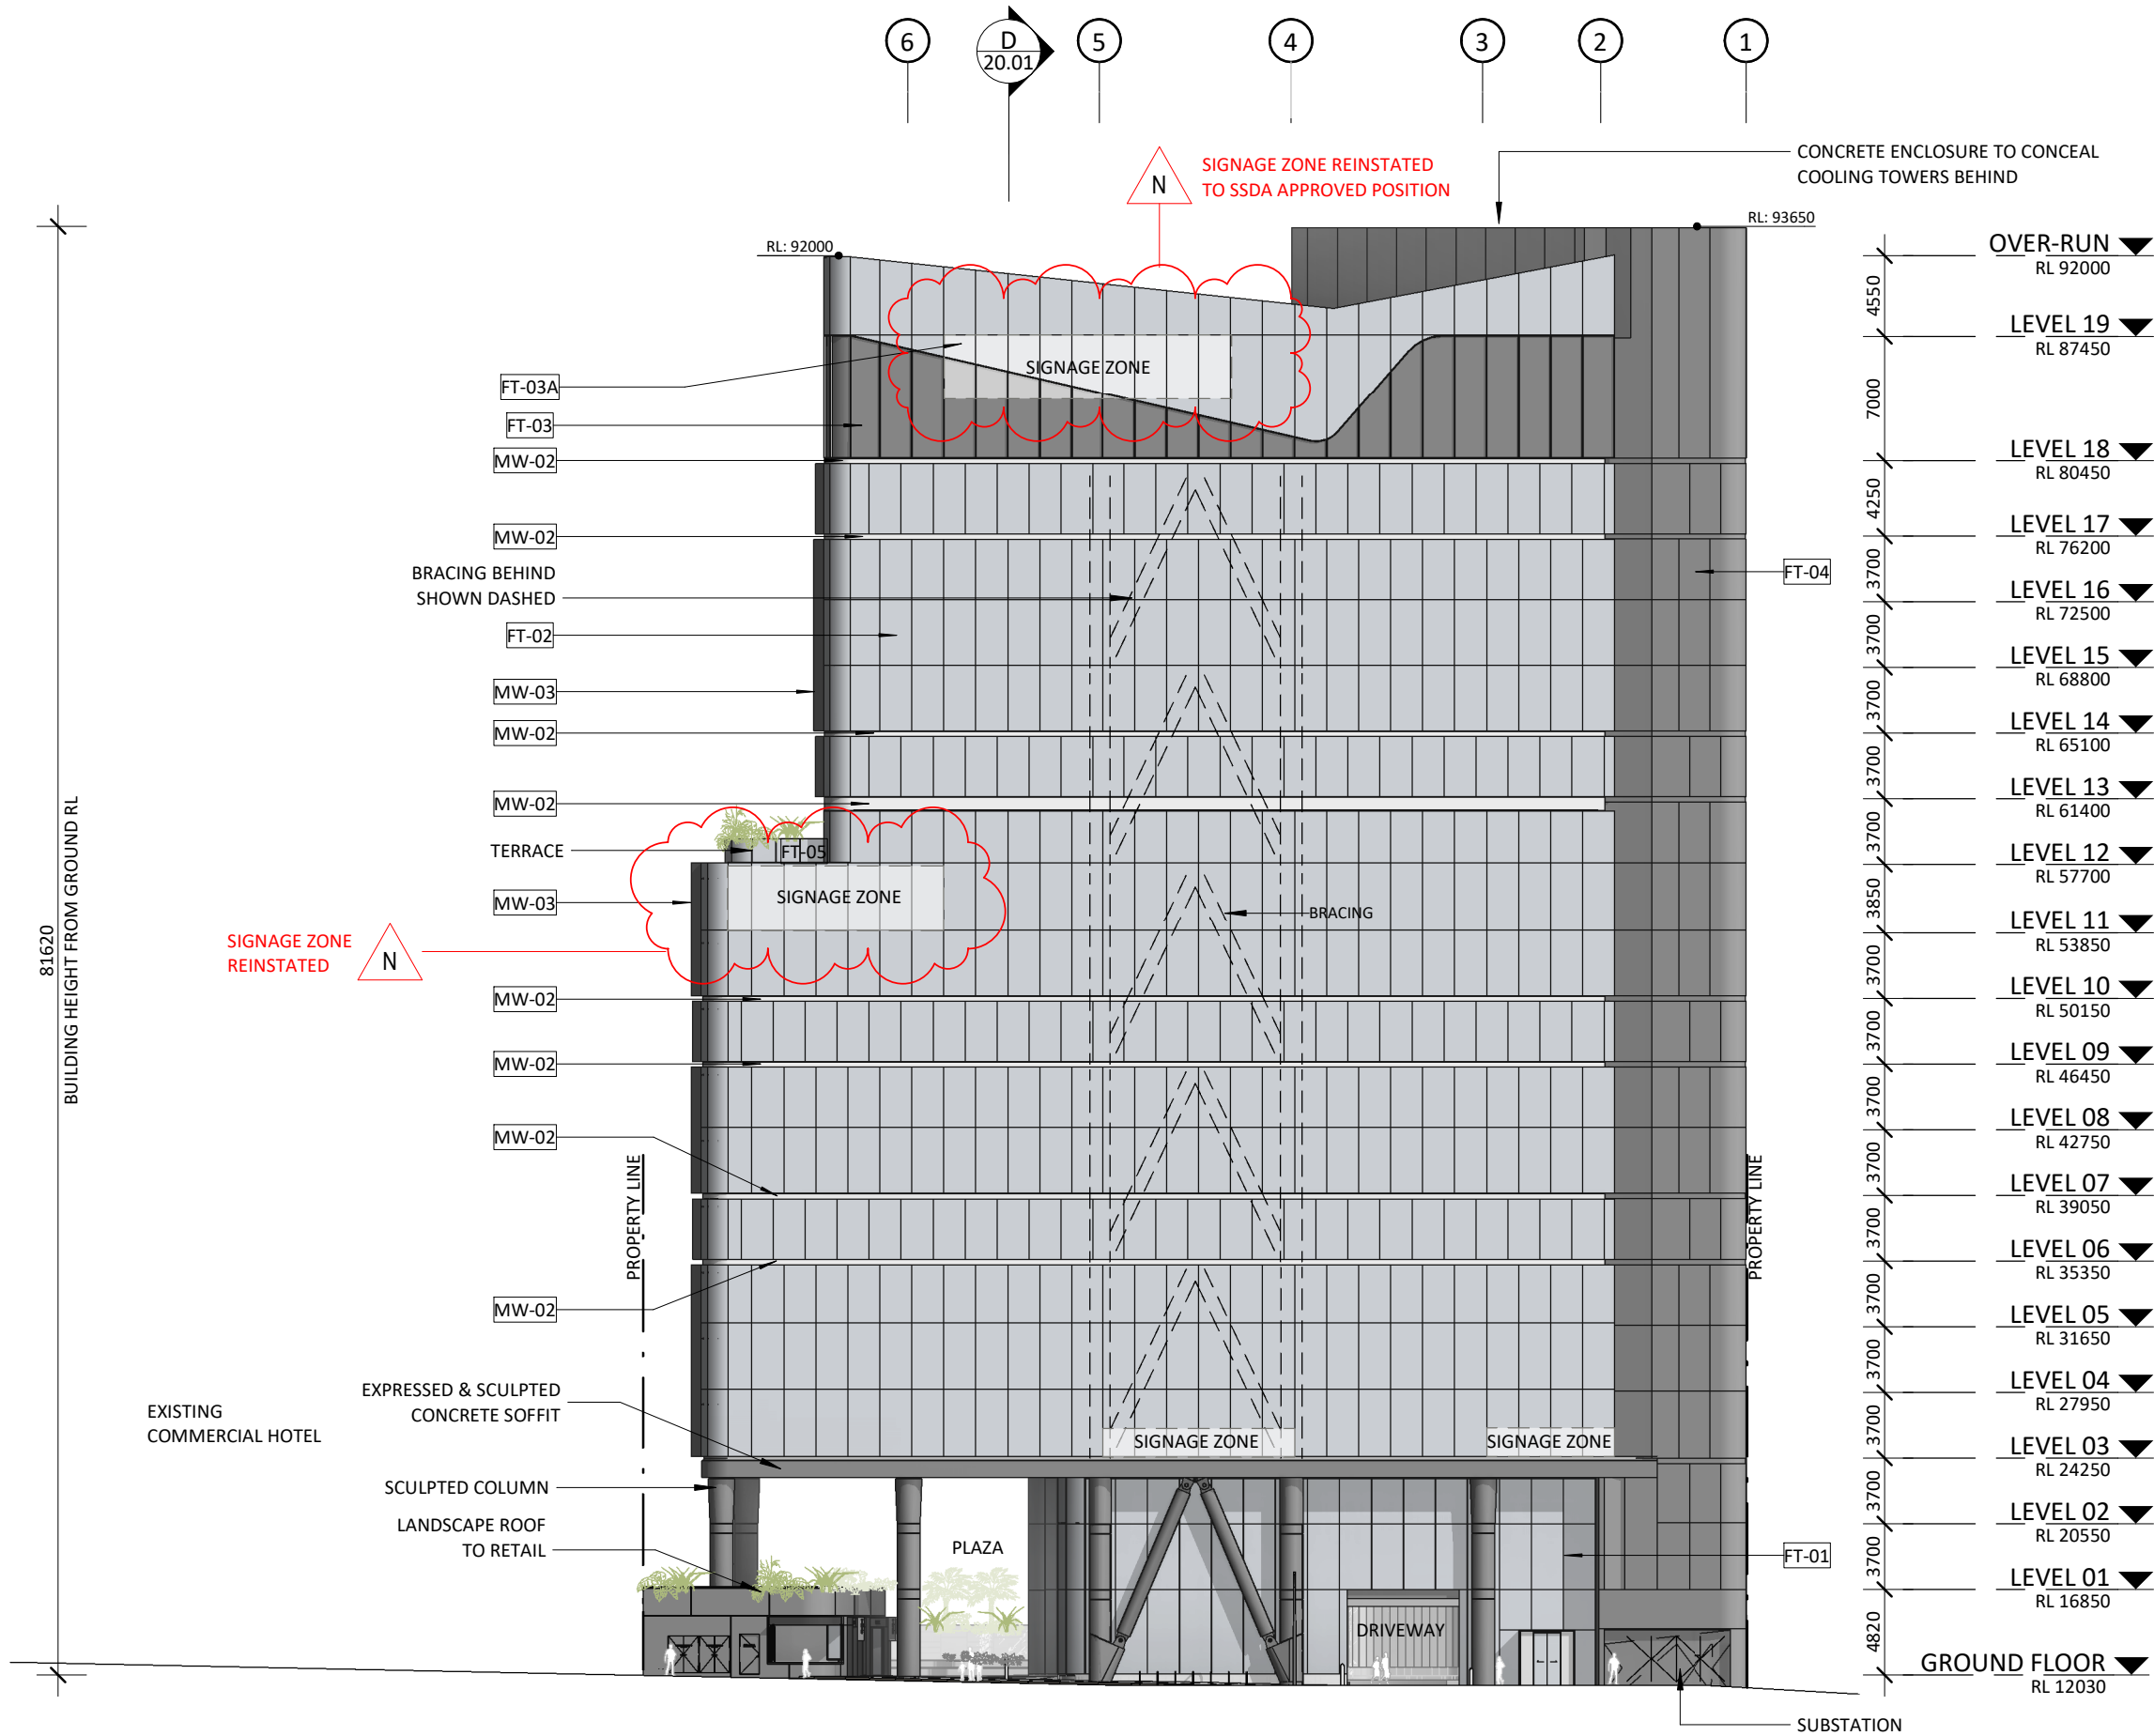 6
D
20.01
5
4
3
2
1
SIGNAGE ZONE REINSTATED
TO SSDA APPROVED POSITION
N
CONCRETE ENCLOSURE TO CONCEAL
COOLING TOWERS BEHIND
RL: 93650
RL: 92000
SIGNAGE ZONE
FT-03A
FT-03
MW-02
MW-02
BRACING BEHIND
SHOWN DASHED
FT-02
MW-03
MW-02
MW-02
TERRACE
FT-05
SIGNAGE ZONE
MW-03
SIGNAGE ZONE
REINSTATED
N
BRACING
MW-02
MW-02
MW-02
MW-02
FT-04
81620
BUILDING HEIGHT FROM GROUND RL
PROPERTY LINE
PROPERTY LINE
EXISTING
COMMERCIAL HOTEL
EXPRESSED & SCULPTED
CONCRETE SOFFIT
SIGNAGE ZONE
SIGNAGE ZONE
SCULPTED COLUMN
LANDSCAPE ROOF
TO RETAIL
PLAZA
DRIVEWAY
FT-01
SUBSTATION
OVER-RUN
RL 92000
4550
LEVEL 19
RL 87450
7000
LEVEL 18
RL 80450
4250
LEVEL 17
RL 76200
3700
LEVEL 16
RL 72500
3700
LEVEL 15
RL 68800
3700
LEVEL 14
RL 65100
3700
LEVEL 13
RL 61400
3700
LEVEL 12
RL 57700
3850
LEVEL 11
RL 53850
3700
LEVEL 10
RL 50150
3700
LEVEL 09
RL 46450
3700
LEVEL 08
RL 42750
3700
LEVEL 07
RL 39050
3700
LEVEL 06
RL 35350
3700
LEVEL 05
RL 31650
3700
LEVEL 04
RL 27950
3700
LEVEL 03
RL 24250
3700
LEVEL 02
RL 20550
3700
LEVEL 01
RL 16850
4820
GROUND FLOOR
RL 12030